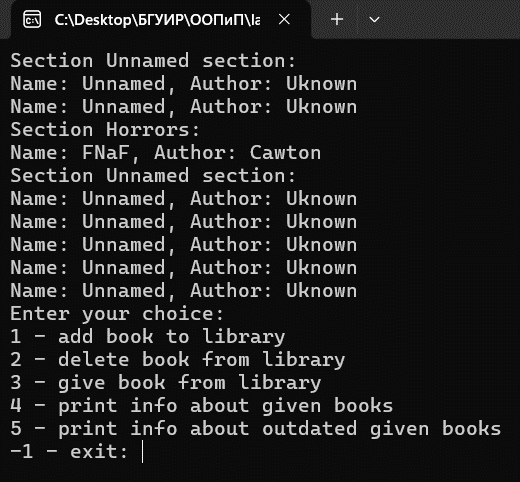 C:\Desktop\БГУИР\ООПиП\la
Section Unnamed section:
Name: Unnamed, Author: Uknown
Name: Unnamed, Author: Uknown
Section Horrors:
Name: FNaF, Author: Cawton
Section Unnamed section:
Name: Unnamed, Author: Uknown
Name: Unnamed, Author: Uknown
Name: Unnamed, Author: Uknown
Name: Unnamed, Author: Uknown
Name: Unnamed, Author: Uknown
Enter your choice:
1 - add book to library
2 - delete book from library
3 - give book from library
4 - print info about given books
5 - print info about outdated given books
-1 - exit: